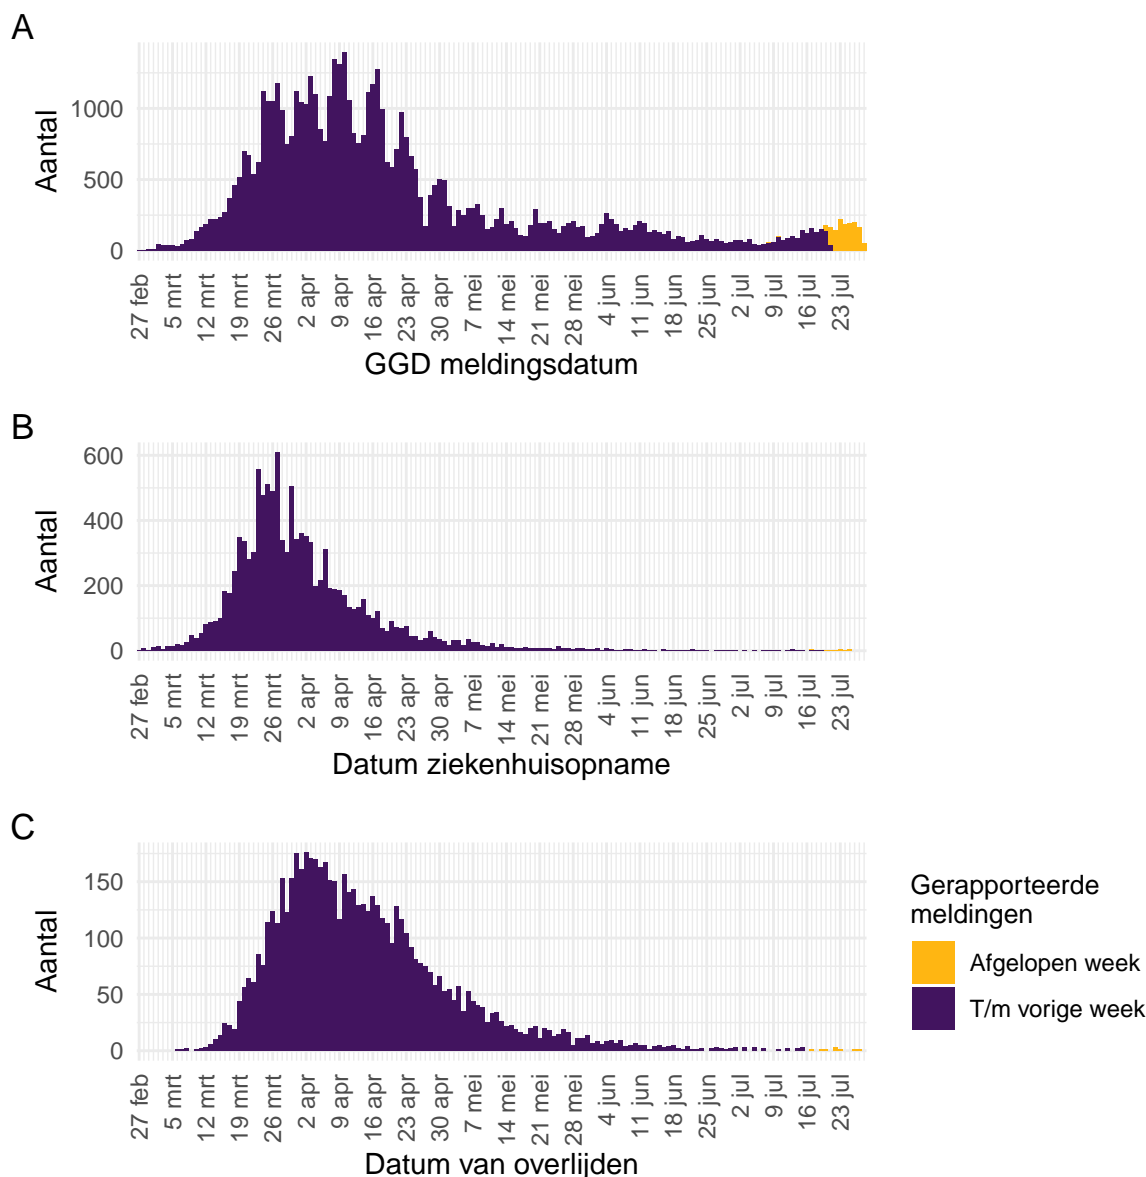 A
1000
500
0
Aantal
27 feb
5 mrt
12 mrt
19 mrt
26 mrt
2 apr
9 apr
16 apr
23 apr
30 apr
7 mei
14 mei
21 mei
28 mei
4 jun
11 jun
18 jun
25 jun
2 jul
9 jul
16 jul
23 jul
GGD meldingsdatum
B
600
400
200
0
Aantal
27 feb
5 mrt
12 mrt
19 mrt
26 mrt
2 apr
9 apr
16 apr
23 apr
30 apr
7 mei
14 mei
21 mei
28 mei
4 jun
11 jun
18 jun
25 jun
2 jul
9 jul
16 jul
23 jul
Datum ziekenhuisopname
C
150
100
50
0
Aantal
27 feb
5 mrt
12 mrt
19 mrt
26 mrt
2 apr
9 apr
16 apr
23 apr
30 apr
7 mei
14 mei
21 mei
28 mei
4 jun
11 jun
18 jun
25 jun
2 jul
9 jul
16 jul
23 jul
Datum van overlijden
Gerapporteerde
meldingen
Afgelopen week
T/m vorige week